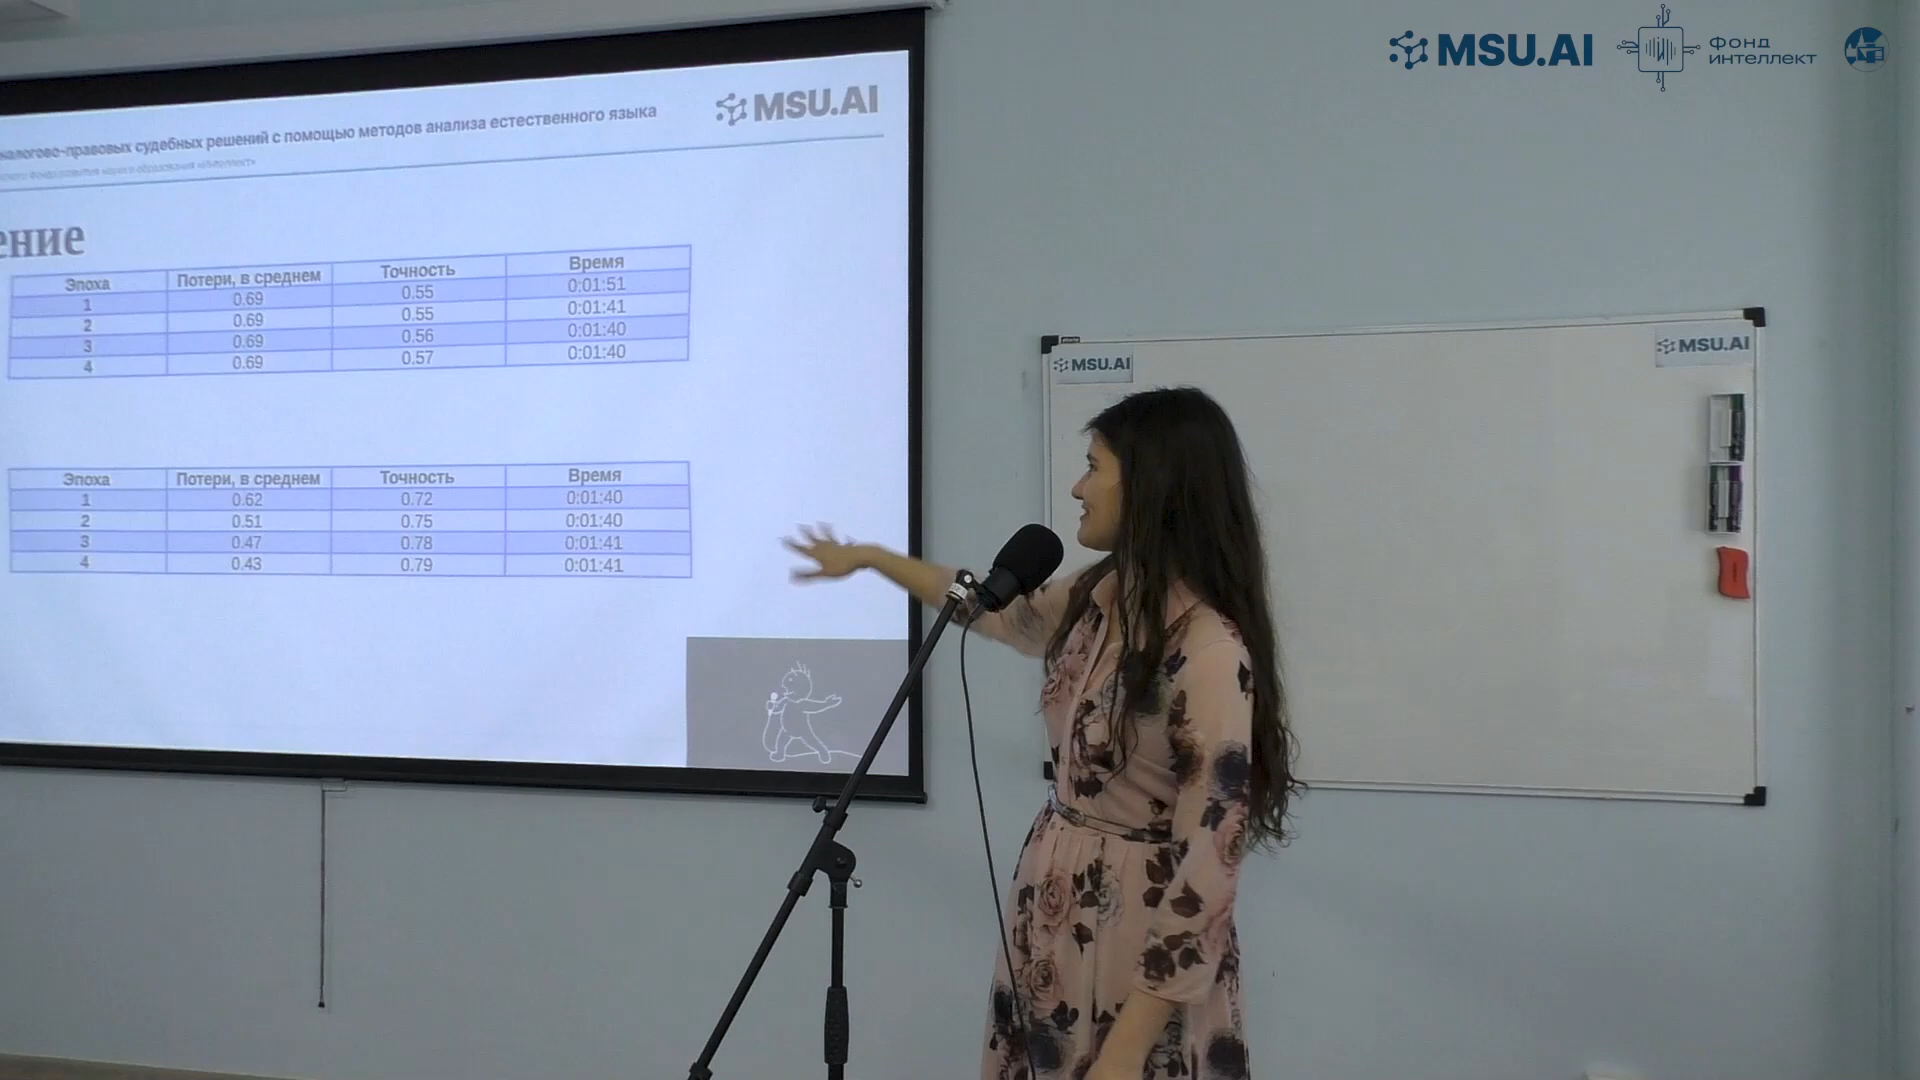 MSU.AI
ФОНД
ИНТЕЛЛЕКТ
налогово-правовых судебных решений с помощью методов анализа естественного языка
MSU.AI
ение
Эпоха Потери, в среднем Точность Время
1 0.69 0.55 0:01:51
2 0.69 0.55 0:01:41
3 0.69 0.56 0:01:40
4 0.69 0.57 0:01:40
Эпоха Потери, в среднем Точность Время
1 0.62 0.72 0:01:40
2 0.51 0.75 0:01:40
3 0.47 0.78 0:01:41
4 0.43 0.79 0:01:41
MSU.AI
MSU.AI